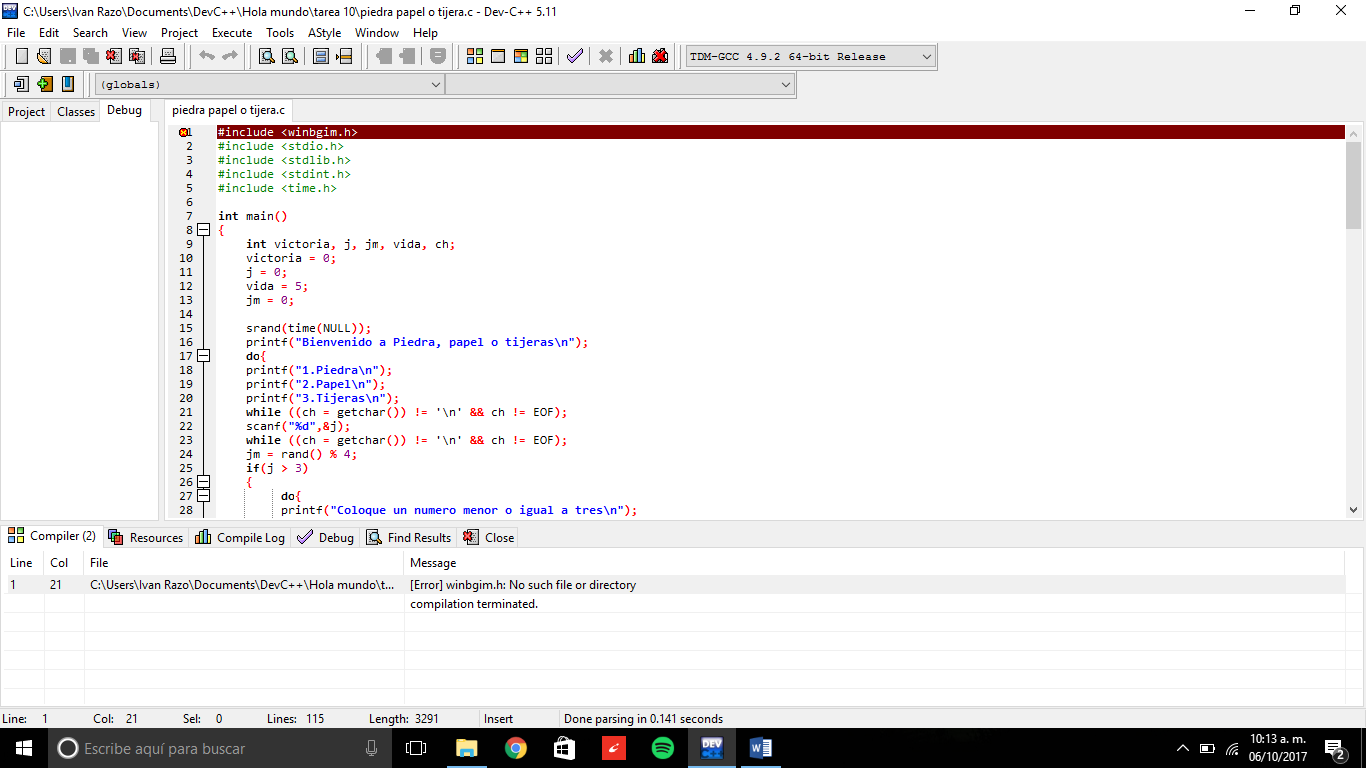 C:\Users\Ivan Razo\Documents\DevC++\Hola mundo\tarea 10\piedra papel o tijera.c - Dev-C++ 5.11
File Edit Search View Project Execute Tools AStyle Window Help
TDM-GCC 4.9.2 64-bit Release
(globals)
Project Classes Debug
piedra papel o tijera.c
1 #include <winbgim.h>
2 #include <stdio.h>
3 #include <stdlib.h>
4 #include <stdint.h>
5 #include <time.h>
6
7 int main()
8 {
9 int victoria, j, jm, vida, ch;
10 victoria = 0;
11 j = 0;
12 vida = 5;
13 jm = 0;
14
15 srand(time(NULL));
16 printf("Bienvenido a Piedra, papel o tijeras\n");
17 do{
18 printf("1.Piedra\n");
19 printf("2.Papel\n");
20 printf("3.Tijeras\n");
21 while ((ch = getchar()) != '\n' && ch != EOF);
22 scanf("%d",&j);
23 while ((ch = getchar()) != '\n' && ch != EOF);
24 jm = rand() % 4;
25 if(j > 3)
26 {
27 do{
28 printf("Coloque un numero menor o igual a tres\n");
Compiler (2) Resources Compile Log Debug Find Results Close
Line Col File Message
1 21 C:\Users\Ivan Razo\Documents\DevC++\Hola mundo\t... [Error] winbgim.h: No such file or directory
compilation terminated.
Line: 1 Col: 21 Sel: 0 Lines: 115 Length: 3291 Insert Done parsing in 0.141 seconds
Escribe aquí para buscar
DEV
10:13 a. m.
06/10/2017
2